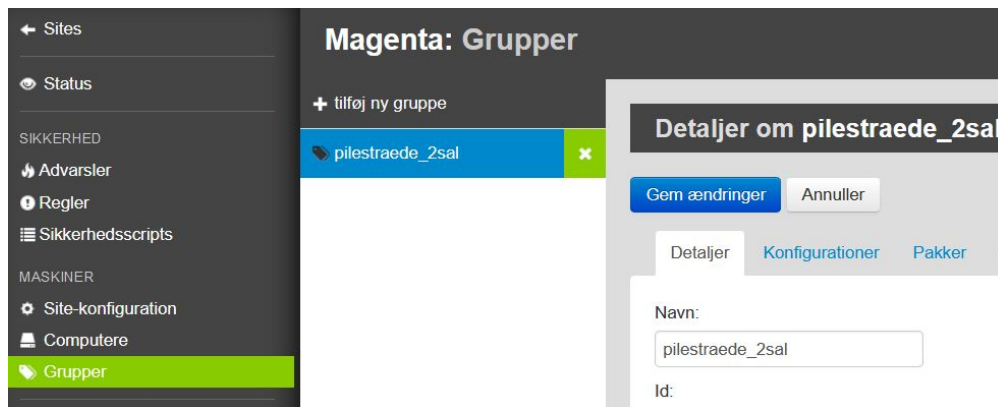 Sites
Status
SIKKERHED
Advarsler
Regler
Sikkerhedsscripts
MASKINER
Site-konfiguration
Computere
Grupper
Magenta: Grupper
tilføj ny gruppe
pilestraede_2sal
Detaljer om pilestraede_2sal
Gem ændringer Annuller
Detaljer Konfigurationer Pakker
Navn:
pilestraede_2sal
Id: